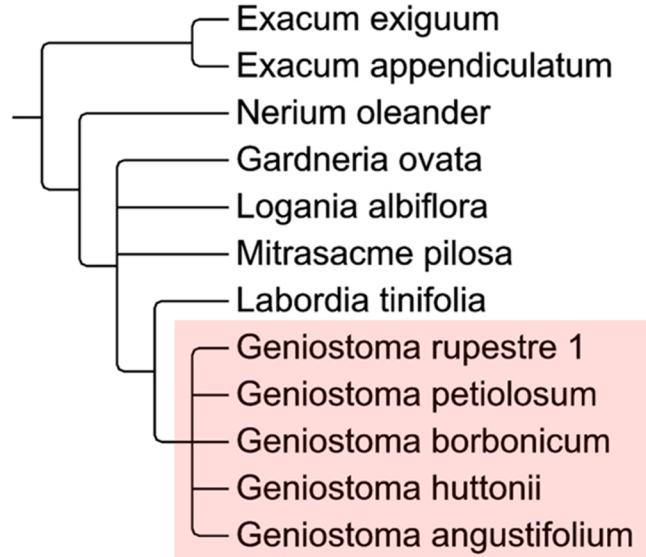 Exacum exiguum
Exacum appendiculatum
Nerium oleander
Gardneria ovata
Logania albiflora
Mitrasacme pilosa
Labordia tinifolia
Geniostoma rupestre 1
Geniostoma petiolosum
Geniostoma borbonicum
Geniostoma huttonii
Geniostoma angustifolium